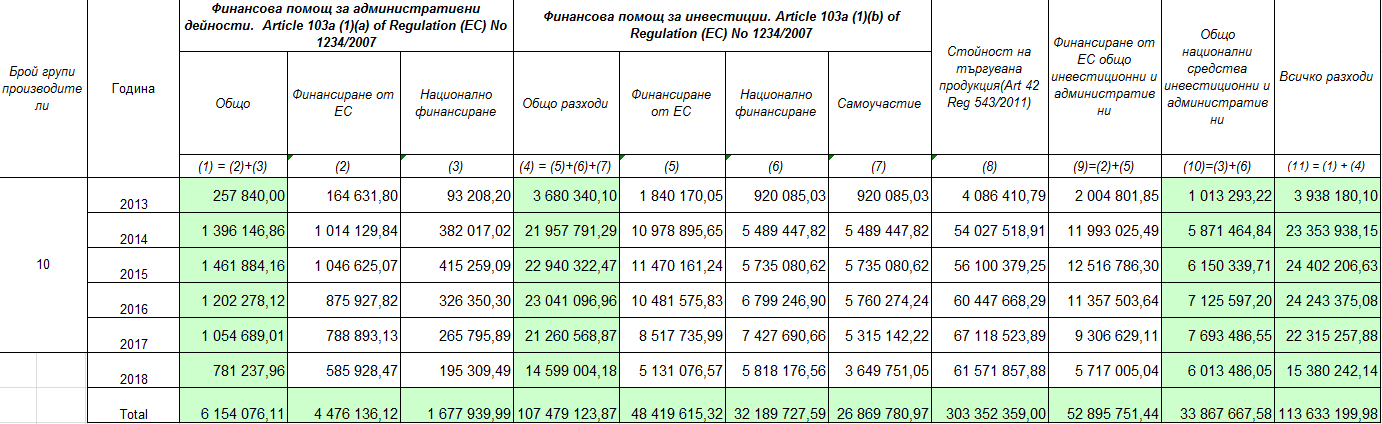 Финансова помощ за административни
дейности. Article 103a (1)(a) of Regulation (EC) No
1234/2007
Финансова помощ за инвестиции. Article 103a (1)(b) of
Regulation (EC) No 1234/2007
Брой групи
производите
ли
Година
Общо
Финансиране от
ЕС
Национално
финансиране
Общо разходи
Финансиране
от ЕС
Национално
финансиране
Самоучастие
Стойност на
търгувана
продукция(Art 42
Reg 543/2011)
Финансиране от
ЕС общо
инвестиционни и
административ
ни
Общо
национални
средства
инвестиционни и
административ
ни
Всичко разходи
(1) = (2)+(3) (2) (3) (4) = (5)+(6)+(7) (5) (6) (7) (8) (9)=(2)+(5) (10)=(3)+(6) (11) = (1) + (4)
10
2013 257 840,00 164 631,80 93 208,20 3 680 340,10 1 840 170,05 920 085,03 920 085,03 4 086 410,79 2 004 801,85 1 013 293,22 3 938 180,10
2014 1 396 146,86 1 014 129,84 382 017,02 21 957 791,29 10 978 895,65 5 489 447,82 5 489 447,82 54 027 518,91 11 993 025,49 5 871 464,84 23 353 938,15
2015 1 461 884,16 1 046 625,07 415 259,09 22 940 322,47 11 470 161,24 5 735 080,62 5 735 080,62 56 100 379,25 12 516 786,30 6 150 339,71 24 402 206,63
2016 1 202 278,12 875 927,82 326 350,30 23 041 096,96 10 481 575,83 6 799 246,90 5 760 274,24 60 447 668,29 11 357 503,64 7 125 597,20 24 243 375,08
2017 1 054 689,01 788 893,13 265 795,89 21 260 568,87 8 517 735,99 7 427 690,66 5 315 142,22 67 118 523,89 9 306 629,11 7 693 486,55 22 315 257,88
2018 781 237,96 585 928,47 195 309,49 14 599 004,18 5 131 076,57 5 818 176,56 3 649 751,05 61 571 857,88 5 717 005,04 6 013 486,05 15 380 242,14
Total 6 154 076,11 4 476 136,12 1 677 939,99 107 479 123,87 48 419 615,32 32 189 727,59 26 869 780,97 303 352 359,00 52 895 751,44 33 867 667,58 113 633 199,98